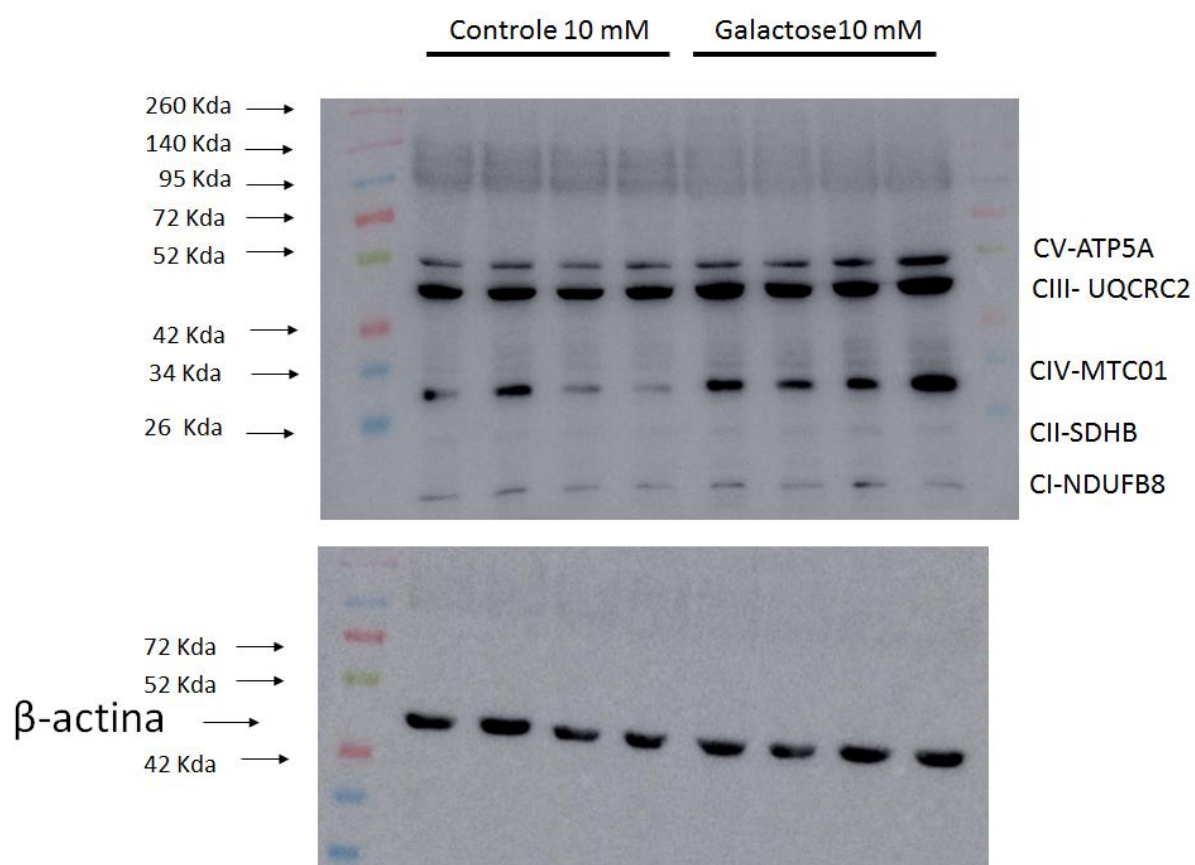 Controle 10 mM
Galactose10 mM
260 Kda
140 Kda
95 Kda
72 Kda
52 Kda
42 Kda
34 Kda
26 Kda
CV-ATP5A
CIII- UQCRC2
CIV-MTC01
CII-SDHB
CI-NDUFB8
72 Kda
52 Kda
β-actina
42 Kda